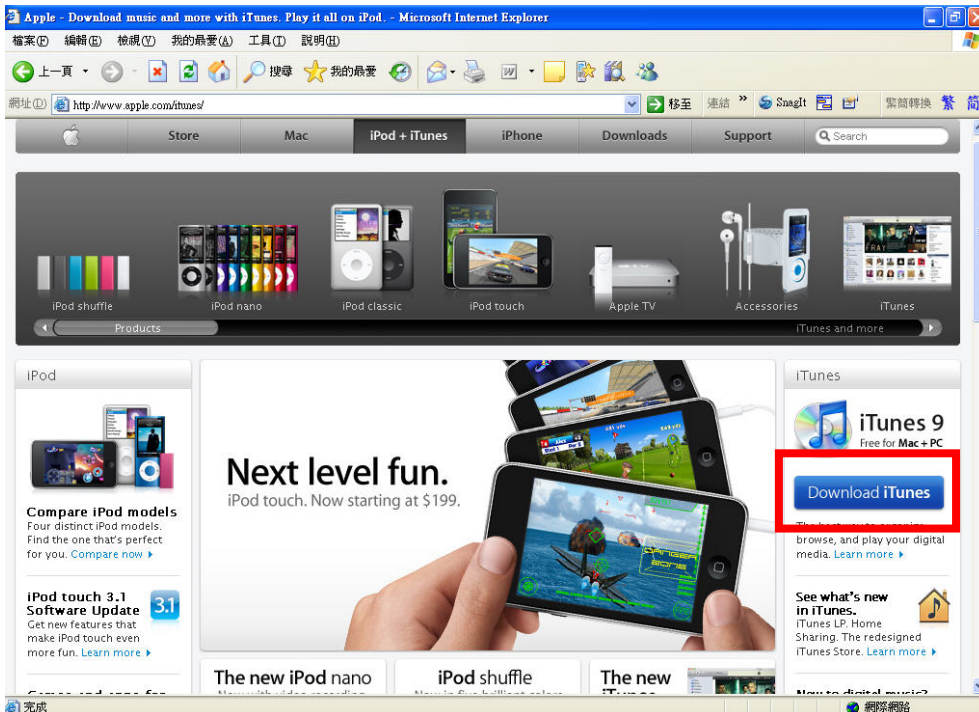 Apple - Download music and more with iTunes. Play it all on iPod. - Microsoft Internet Explorer
檔案(F) 編輯(E) 檢視(V) 我的最愛(A) 工具(T) 說明(H)
上一頁 搜尋 我的最愛
網址(D) http://www.apple.com/itunes/ 移至 連結 » SnagIt 繁簡轉換 繁 简
Store Mac iPod + iTunes iPhone Downloads Support Search
iPod shuffle iPod nano iPod classic iPod touch Apple TV Accessories iTunes
Products iTunes and more
iPod
Compare iPod models
Four distinct iPod models.
Find the one that's perfect
for you. Compare now
iPod touch 3.1
Software Update
3.1
Get new features that
make iPod touch even
more fun. Learn more
Next level fun.
iPod touch. Now starting at $199.
The new iPod nano
iPod shuffle
The new
iTunes
iTunes 9
Free for Mac + PC
Download iTunes
browse, and play your digital
media. Learn more
See what's new
in iTunes.
iTunes LP. Home
Sharing. The redesigned
iTunes Store. Learn more
New to digital music?
完成 網際網路